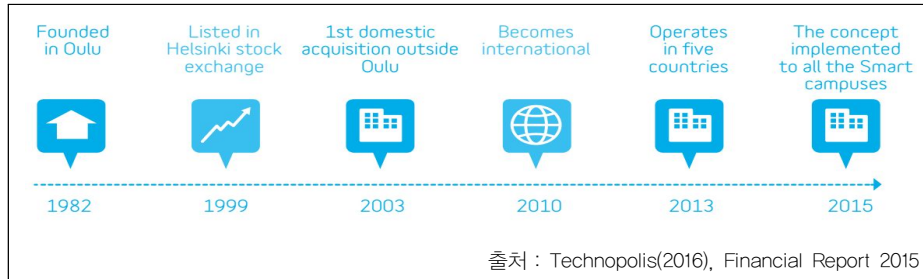 Founded
in Oulu
Listed in
Helsinki stock
exchange
1st domestic
acquisition outside
Oulu
Becomes
international
Operates
in five
countries
The concept
implemented
to all the Smart
campuses
1982
1999
2003
2010
2013
2015
출처 : Technopolis(2016), Financial Report 2015